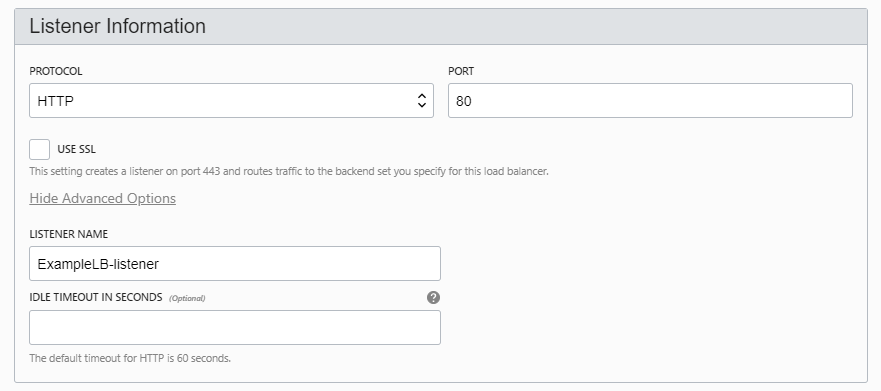 Listener Information
PROTOCOL
PORT
HTTP
80
USE SSL
This setting creates a listener on port 443 and routes traffic to the backend set you specify for this load balancer.
Hide Advanced Options
LISTENER NAME
ExampleLB-listener
IDLE TIMEOUT IN SECONDS (Optional)
?
The default timeout for HTTP is 60 seconds.